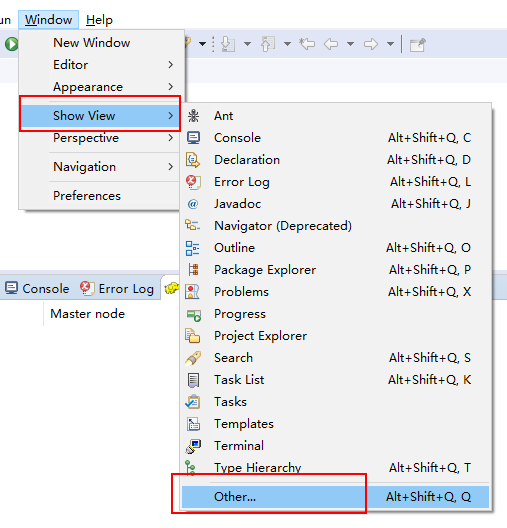 un Window Help
New Window
Editor
Appearance
Show View
Perspective
Navigation
Preferences
Ant
Console Alt+Shift+Q, C
Declaration Alt+Shift+Q, D
Error Log Alt+Shift+Q, L
Javadoc Alt+Shift+Q, J
Navigator (Deprecated)
Outline Alt+Shift+Q, O
Package Explorer Alt+Shift+Q, P
Problems Alt+Shift+Q, X
Progress
Project Explorer
Search Alt+Shift+Q, S
Task List Alt+Shift+Q, K
Tasks
Templates
Terminal
Type Hierarchy Alt+Shift+Q, T
Other... Alt+Shift+Q, Q
Console Error Log
Master node